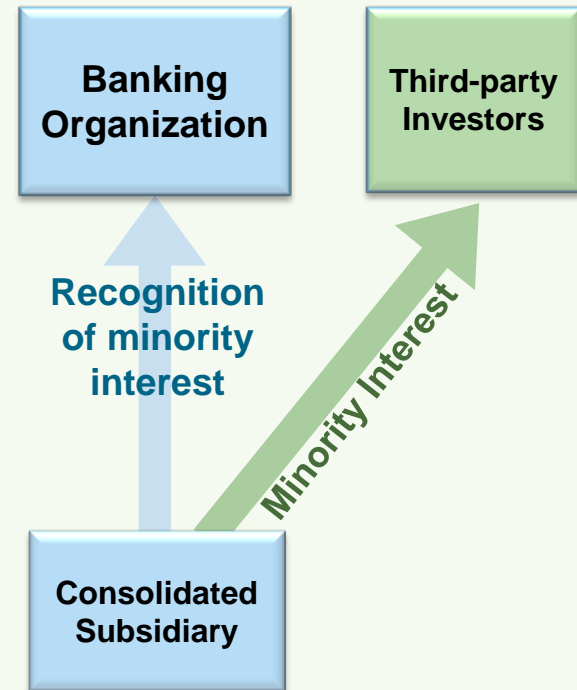 Banking
Organization
Third-party
Investors
Recognition
of minority
interest
Minority Interest
Consolidated
Subsidiary